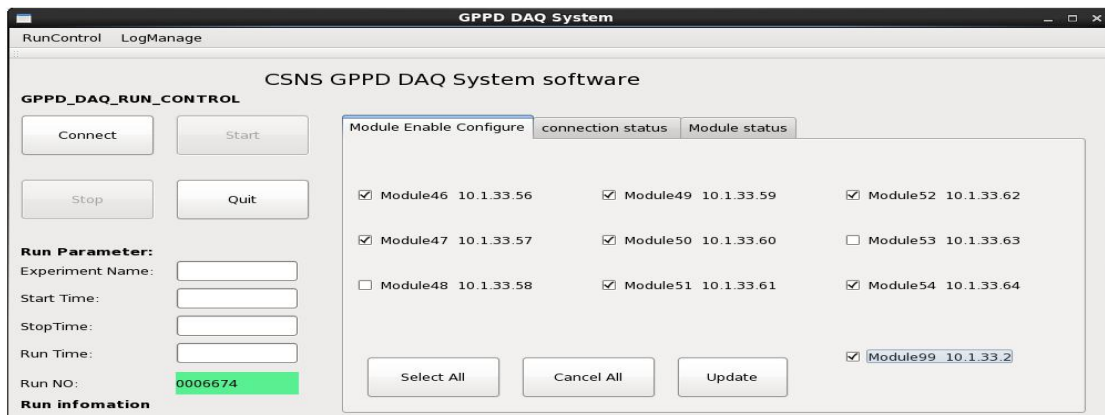 GPPD DAQ System
RunControl LogManage
CSNS GPPD DAQ System software
GPPD_DAQ_RUN_CONTROL
Connect Start
Stop Quit
Run Parameter:
Experiment Name:
Start Time:
StopTime:
Run Time:
Run NO: 0006674
Run infomation
Module Enable Configure connection status Module status
Module46 10.1.33.56 Module49 10.1.33.59 Module52 10.1.33.62
Module47 10.1.33.57 Module50 10.1.33.60 Module53 10.1.33.63
Module48 10.1.33.58 Module51 10.1.33.61 Module54 10.1.33.64
Module99 10.1.33.2
Select All Cancel All Update